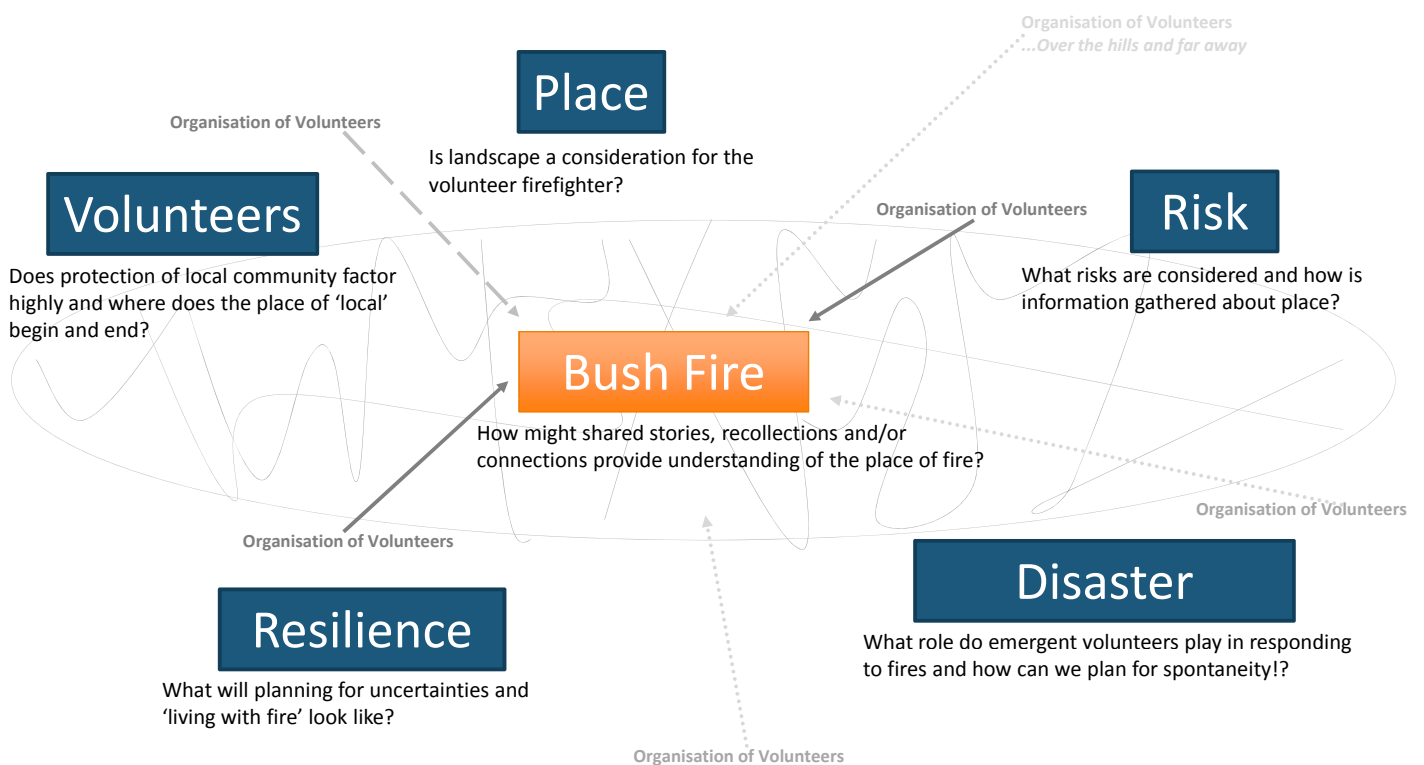 Organisation of Volunteers
...Over the hills and far away
Place
Organisation of Volunteers
Is landscape a consideration for the
volunteer firefighter?
Volunteers
Organisation of Volunteers
Risk
Does protection of local community factor
highly and where does the place of ‘local’
begin and end?
What risks are considered and how is
information gathered about place?
Bush Fire
How might shared stories, recollections and/or
connections provide understanding of the place of fire?
Organisation of Volunteers
Organisation of Volunteers
Disaster
Resilience
What role do emergent volunteers play in responding
to fires and how can we plan for spontaneity!?
What will planning for uncertainties and
‘living with fire’ look like?
Organisation of Volunteers